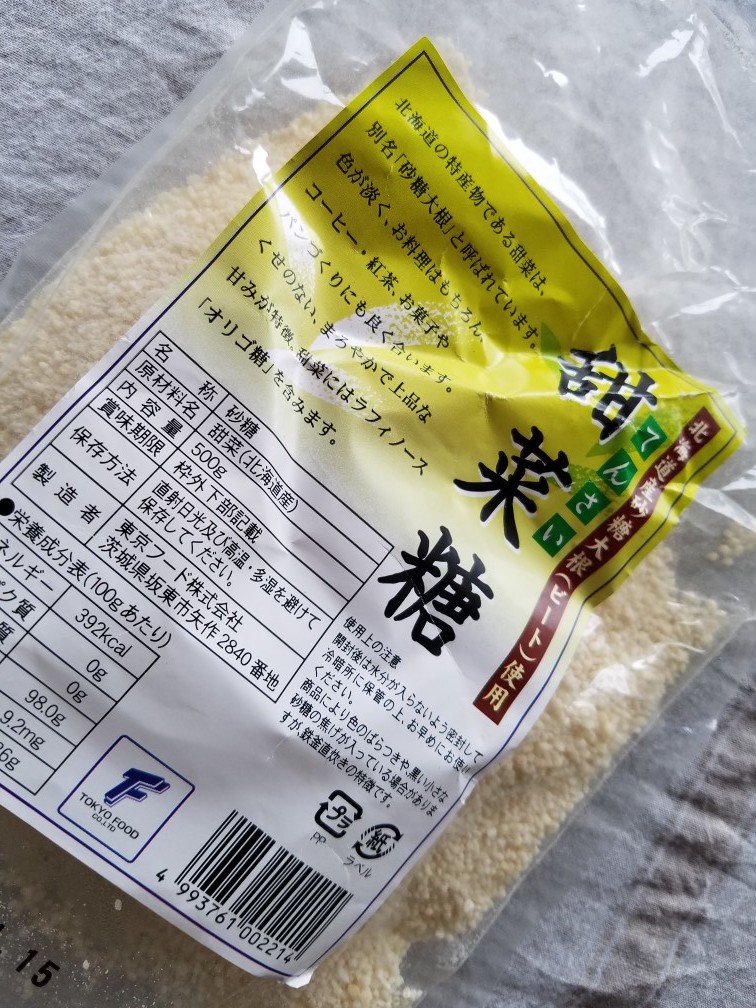 北海道産砂糖大根(ビート)使用
てんさい
甜菜糖
北海道の特産物である甜菜は、
別名「砂糖大根」と呼ばれています。
色が淡く、お料理はもちろん、
コーヒー・紅茶、お菓子や
パンづくりにも良く合います。
くせのない、まろやかで上品な
甘みが特徴。甜菜にはラフィノース
「オリゴ糖」を含みます。
名称 砂糖
原材料名 甜菜(北海道産)
内容量 500g
賞味期限 枠外下部記載
保存方法 直射日光及び高温・多湿を避けて
保存してください。
製造者 東京フード株式会社
茨城県坂東市矢作2840番地
●栄養成分表(100gあたり)
ネルギー 392kcal
ク質 0g
質 0g
98.0g
9.2mg
6g
使用上の注意
開封後は水分が入らないよう密封して
冷暗所に保管の上、お早めにお使い
ください。
商品により色のばらつきや、黒い小さな
砂糖の焦げが入っている場合がありま
すが、鉄釜直炊きの特徴です。
プラ
PP
紙
ラベル
TF
TOKYO FOOD
CO.,LTD
4 993761 002214
. 15